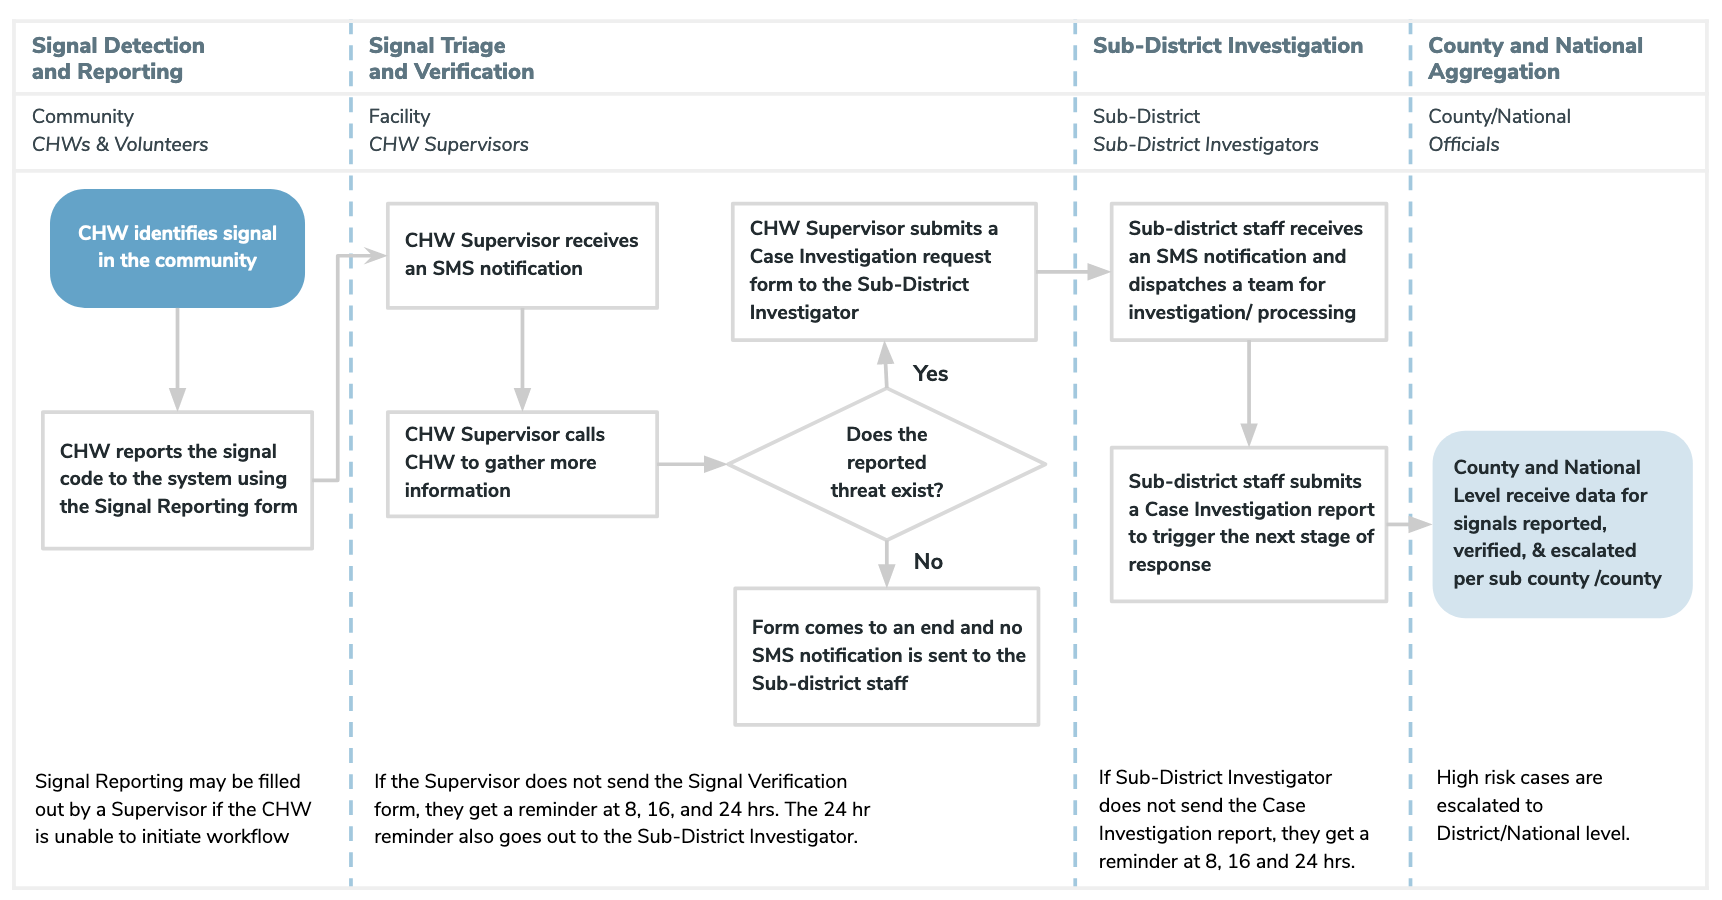 Signal Detection
and Reporting
Signal Triage
and Verification
Sub-District Investigation
County and National
Aggregation
Community
CHWs & Volunteers
Facility
CHW Supervisors
Sub-District
Sub-District Investigators
County/National
Officials
CHW identifies signal
in the community
CHW reports the signal
code to the system using
the Signal Reporting form
CHW Supervisor receives
an SMS notification
CHW Supervisor calls
CHW to gather more
information
CHW Supervisor submits a
Case Investigation request
form to the Sub-District
Investigator
Yes
Does the
reported
threat exist?
No
Form comes to an end and no
SMS notification is sent to the
Sub-district staff
Sub-district staff receives
an SMS notification and
dispatches a team for
investigation/ processing
Sub-district staff submits
a Case Investigation report
to trigger the next stage of
response
County and National
Level receive data for
signals reported,
verified, & escalated
per sub county /county
Signal Reporting may be filled
out by a Supervisor if the CHW
is unable to initiate workflow
If the Supervisor does not send the Signal Verification
form, they get a reminder at 8, 16, and 24 hrs. The 24 hr
reminder also goes out to the Sub-District Investigator.
If Sub-District Investigator
does not send the Case
Investigation report, they get a
reminder at 8, 16 and 24 hrs.
High risk cases are
escalated to
District/National level.